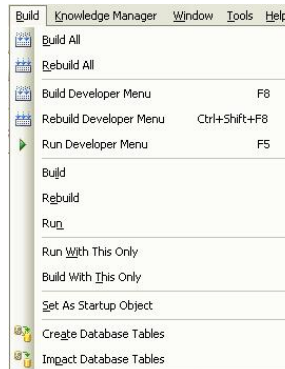 Build Knowledge Manager Window Tools Help
Build All
Rebuild All
Build Developer Menu F8
Rebuild Developer Menu Ctrl+Shift+F8
Run Developer Menu F5
Build
Rebuild
Run
Run With This Only
Build With This Only
Set As Startup Object
Create Database Tables
Impact Database Tables